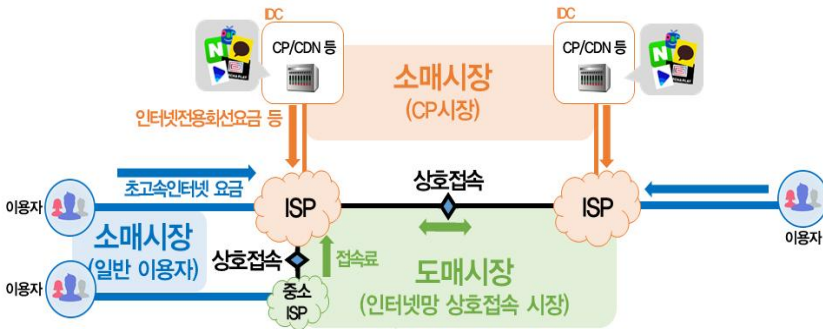 IDC
CP/CDN 등
N
IDC
CP/CDN 등
N
소매시장
(CP시장)
인터넷전용회선요금 등
초고속인터넷 요금
이용자
ISP
상호접속
ISP
이용자
소매시장
(일반 이용자)
상호접속
접속료
도매시장
(인터넷망 상호접속 시장)
이용자
중소
ISP